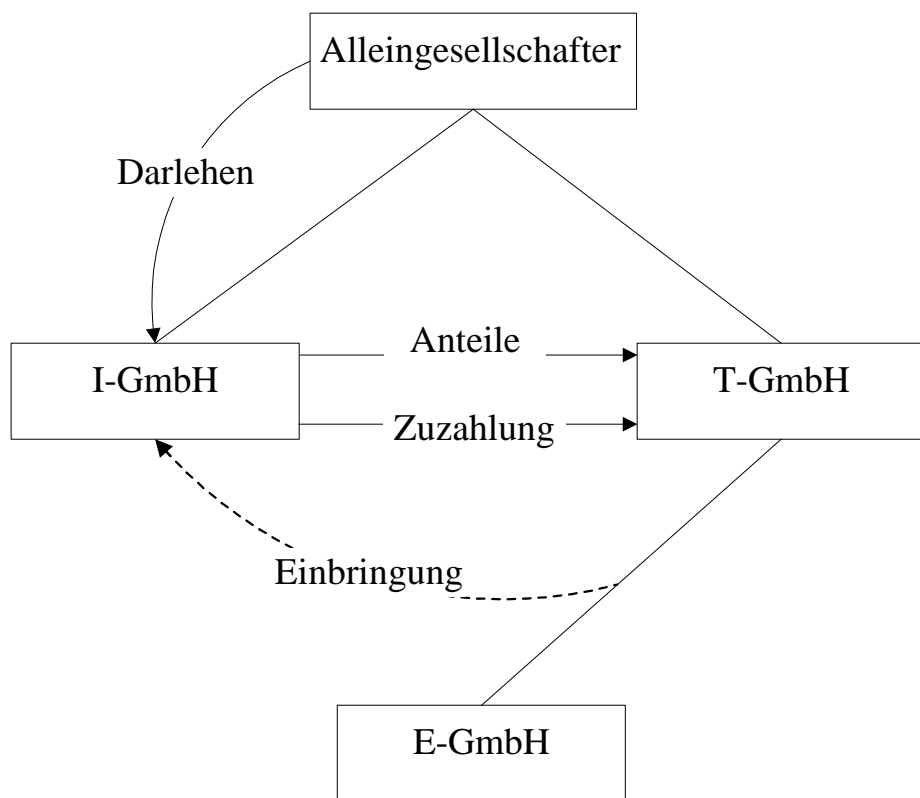 Alleingesellschafter
Darlehen
Anteile
I-GmbH
T-GmbH
Zuzahlung
Einbringung
E-GmbH